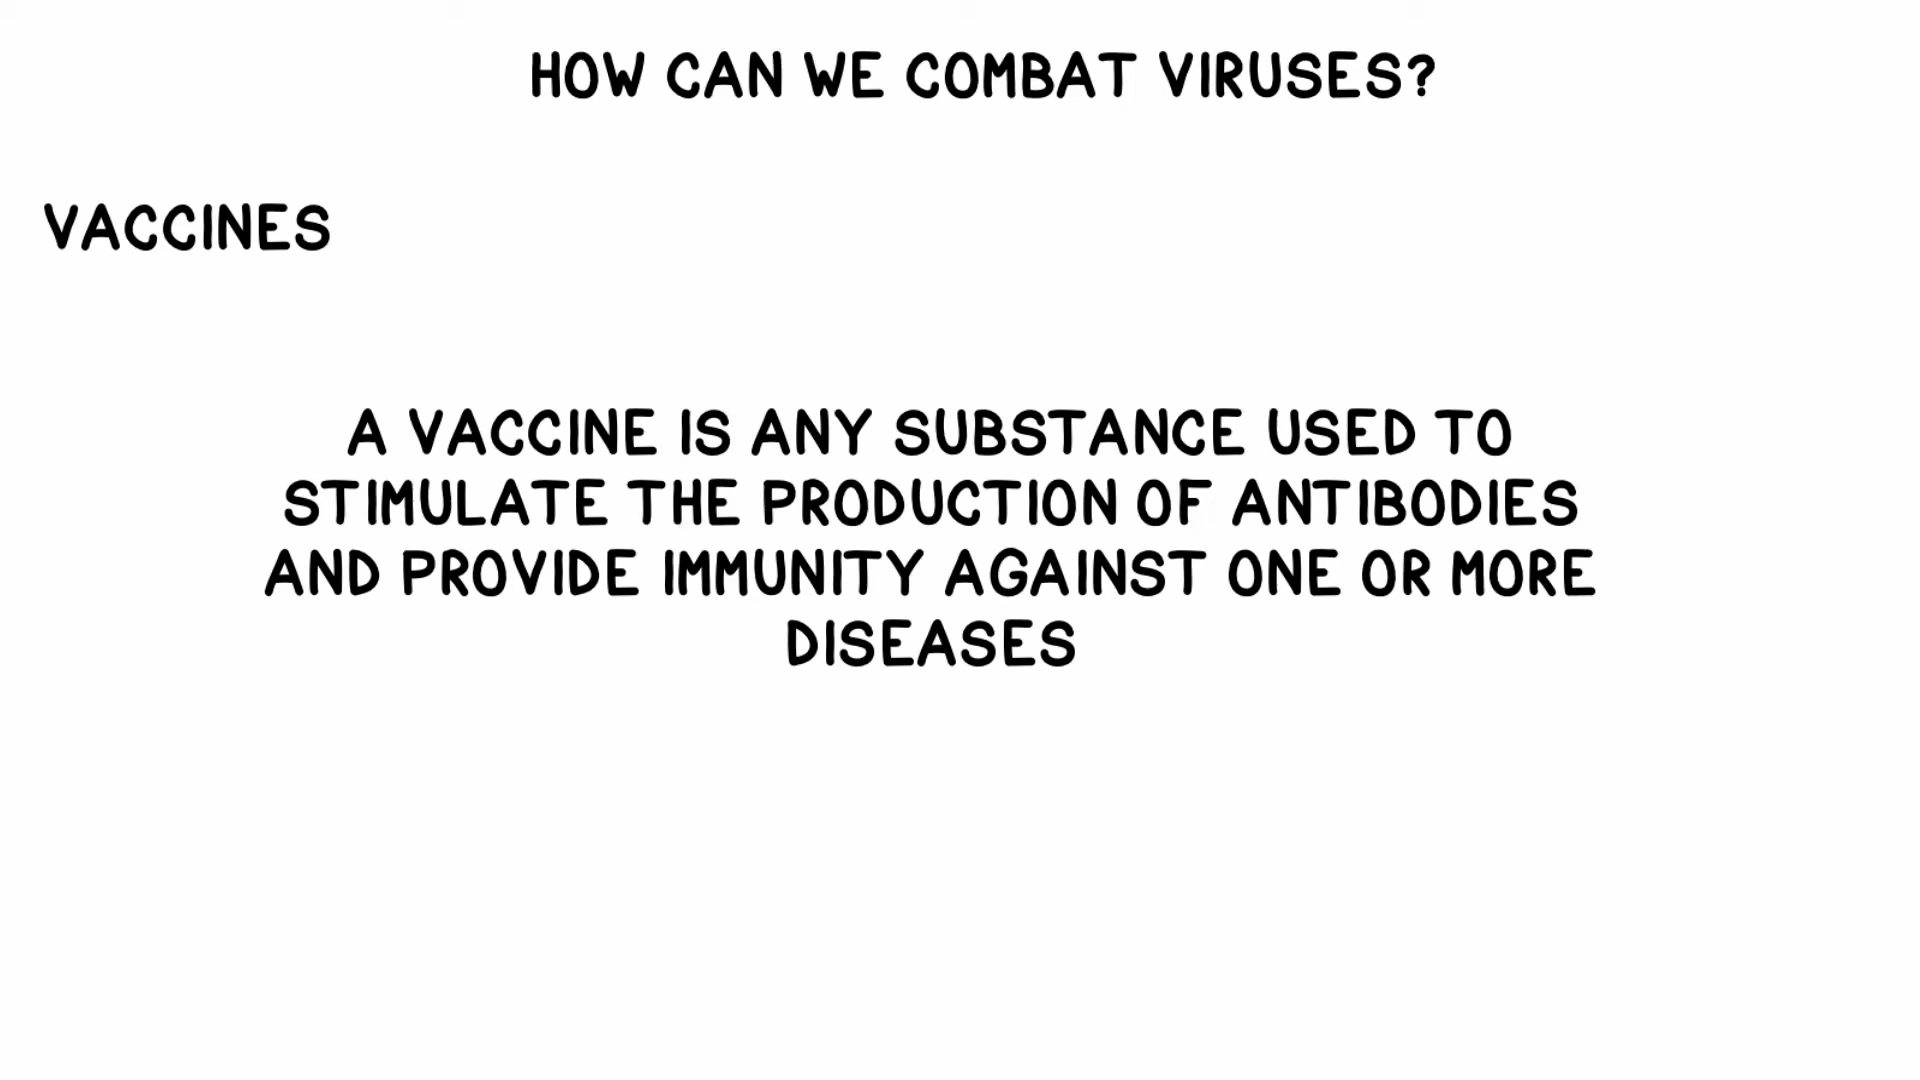 HOW CAN WE COMBAT VIRUSES?
VACCINES
A VACCINE IS ANY SUBSTANCE USED TO
STIMULATE THE PRODUCTION OF ANTIBODIES
AND PROVIDE IMMUNITY AGAINST ONE OR MORE
DISEASES